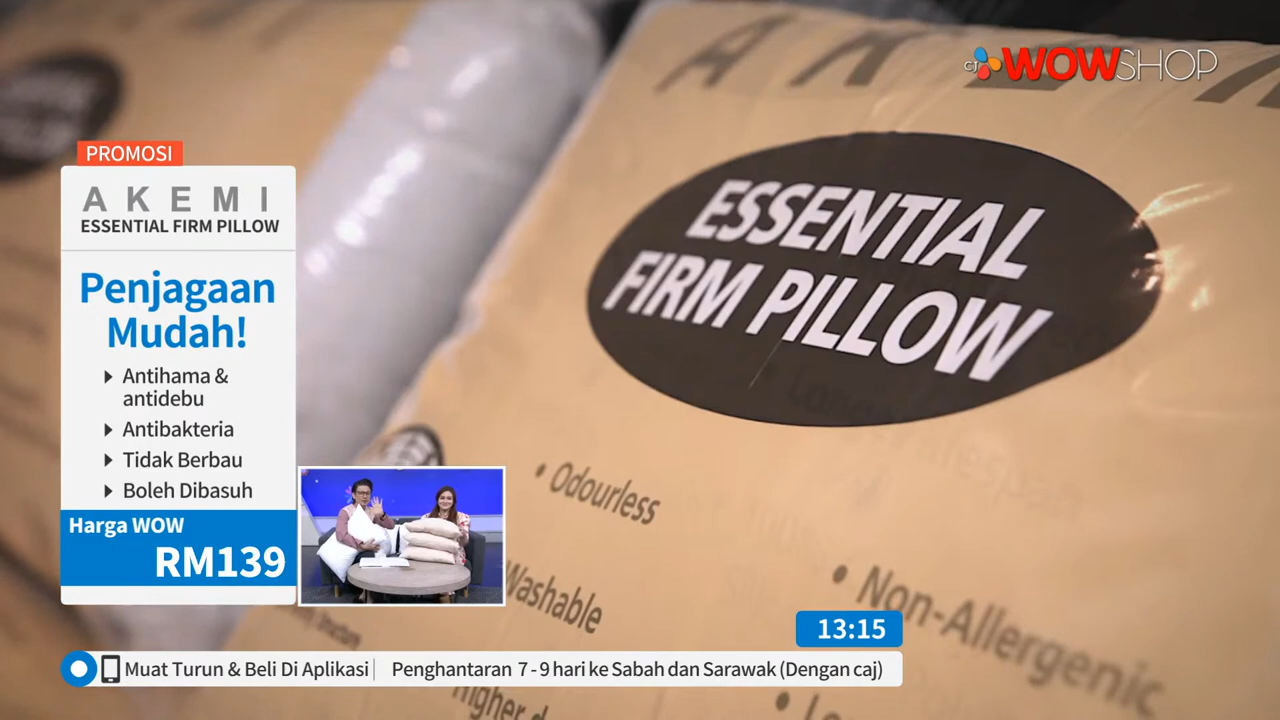 CJ WOWSHOP
PROMOSI
AKEMI
ESSENTIAL FIRM PILLOW
Penjagaan
Mudah!
Antihama &
antidebu
Antibakteria
Tidak Berbau
Boleh Dibasuh
Harga WOW
RM139
ESSENTIAL
FIRM PILLOW
• Odourless
Washable
• Non-Allergenic
13:15
Muat Turun & Beli Di Aplikasi | Penghantaran 7 - 9 hari ke Sabah dan Sarawak (Dengan caj)